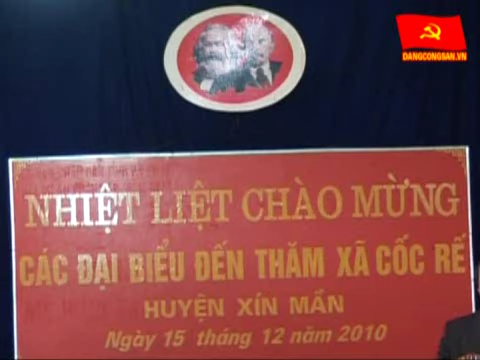 DANGCONGSAN.VN
NHIỆT LIỆT CHÀO MỪNG
CÁC ĐẠI BIỂU ĐẾN THĂM XÃ CỐC RẾ
HUYỆN XÍN MẦN
Ngày 15 tháng 12 năm 2010